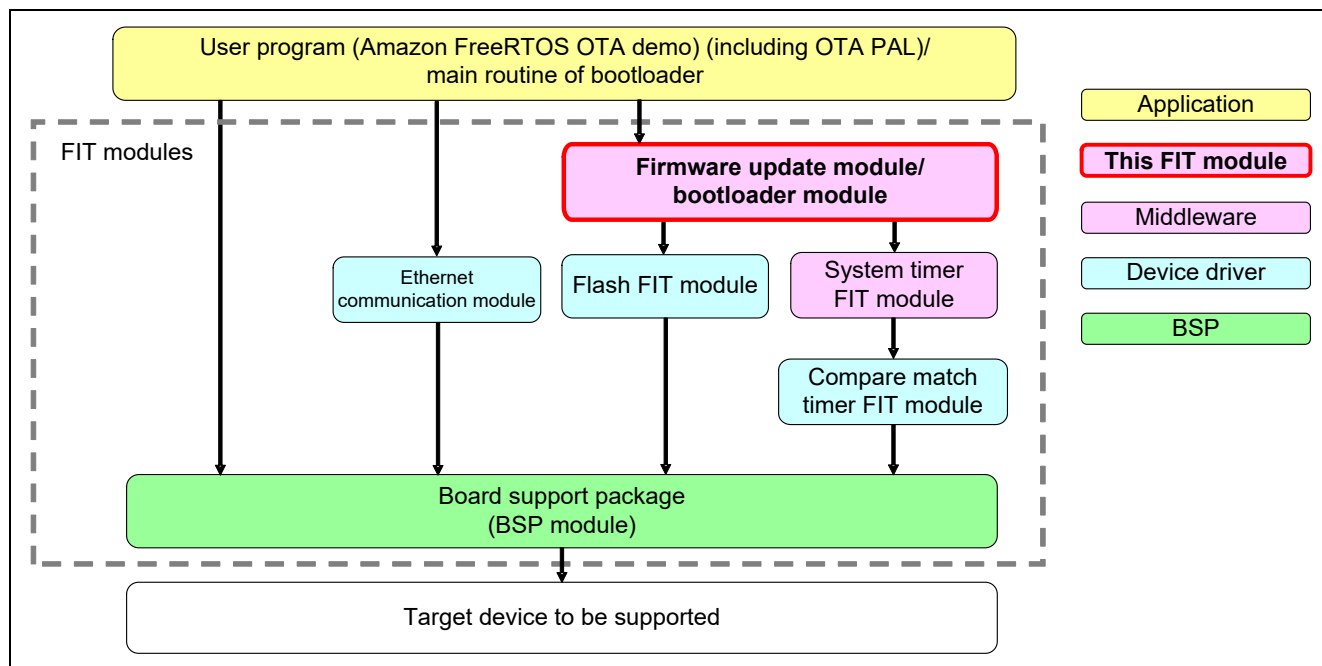 User program (Amazon FreeRTOS OTA demo) (including OTA PAL)/
main routine of bootloader
Application
FIT modules
This FIT module
Firmware update module/
bootloader module
Middleware
Ethernet
communication module
Flash FIT module
System timer
FIT module
Device driver
BSP
Compare match
timer FIT module
Board support package
(BSP module)
Target device to be supported